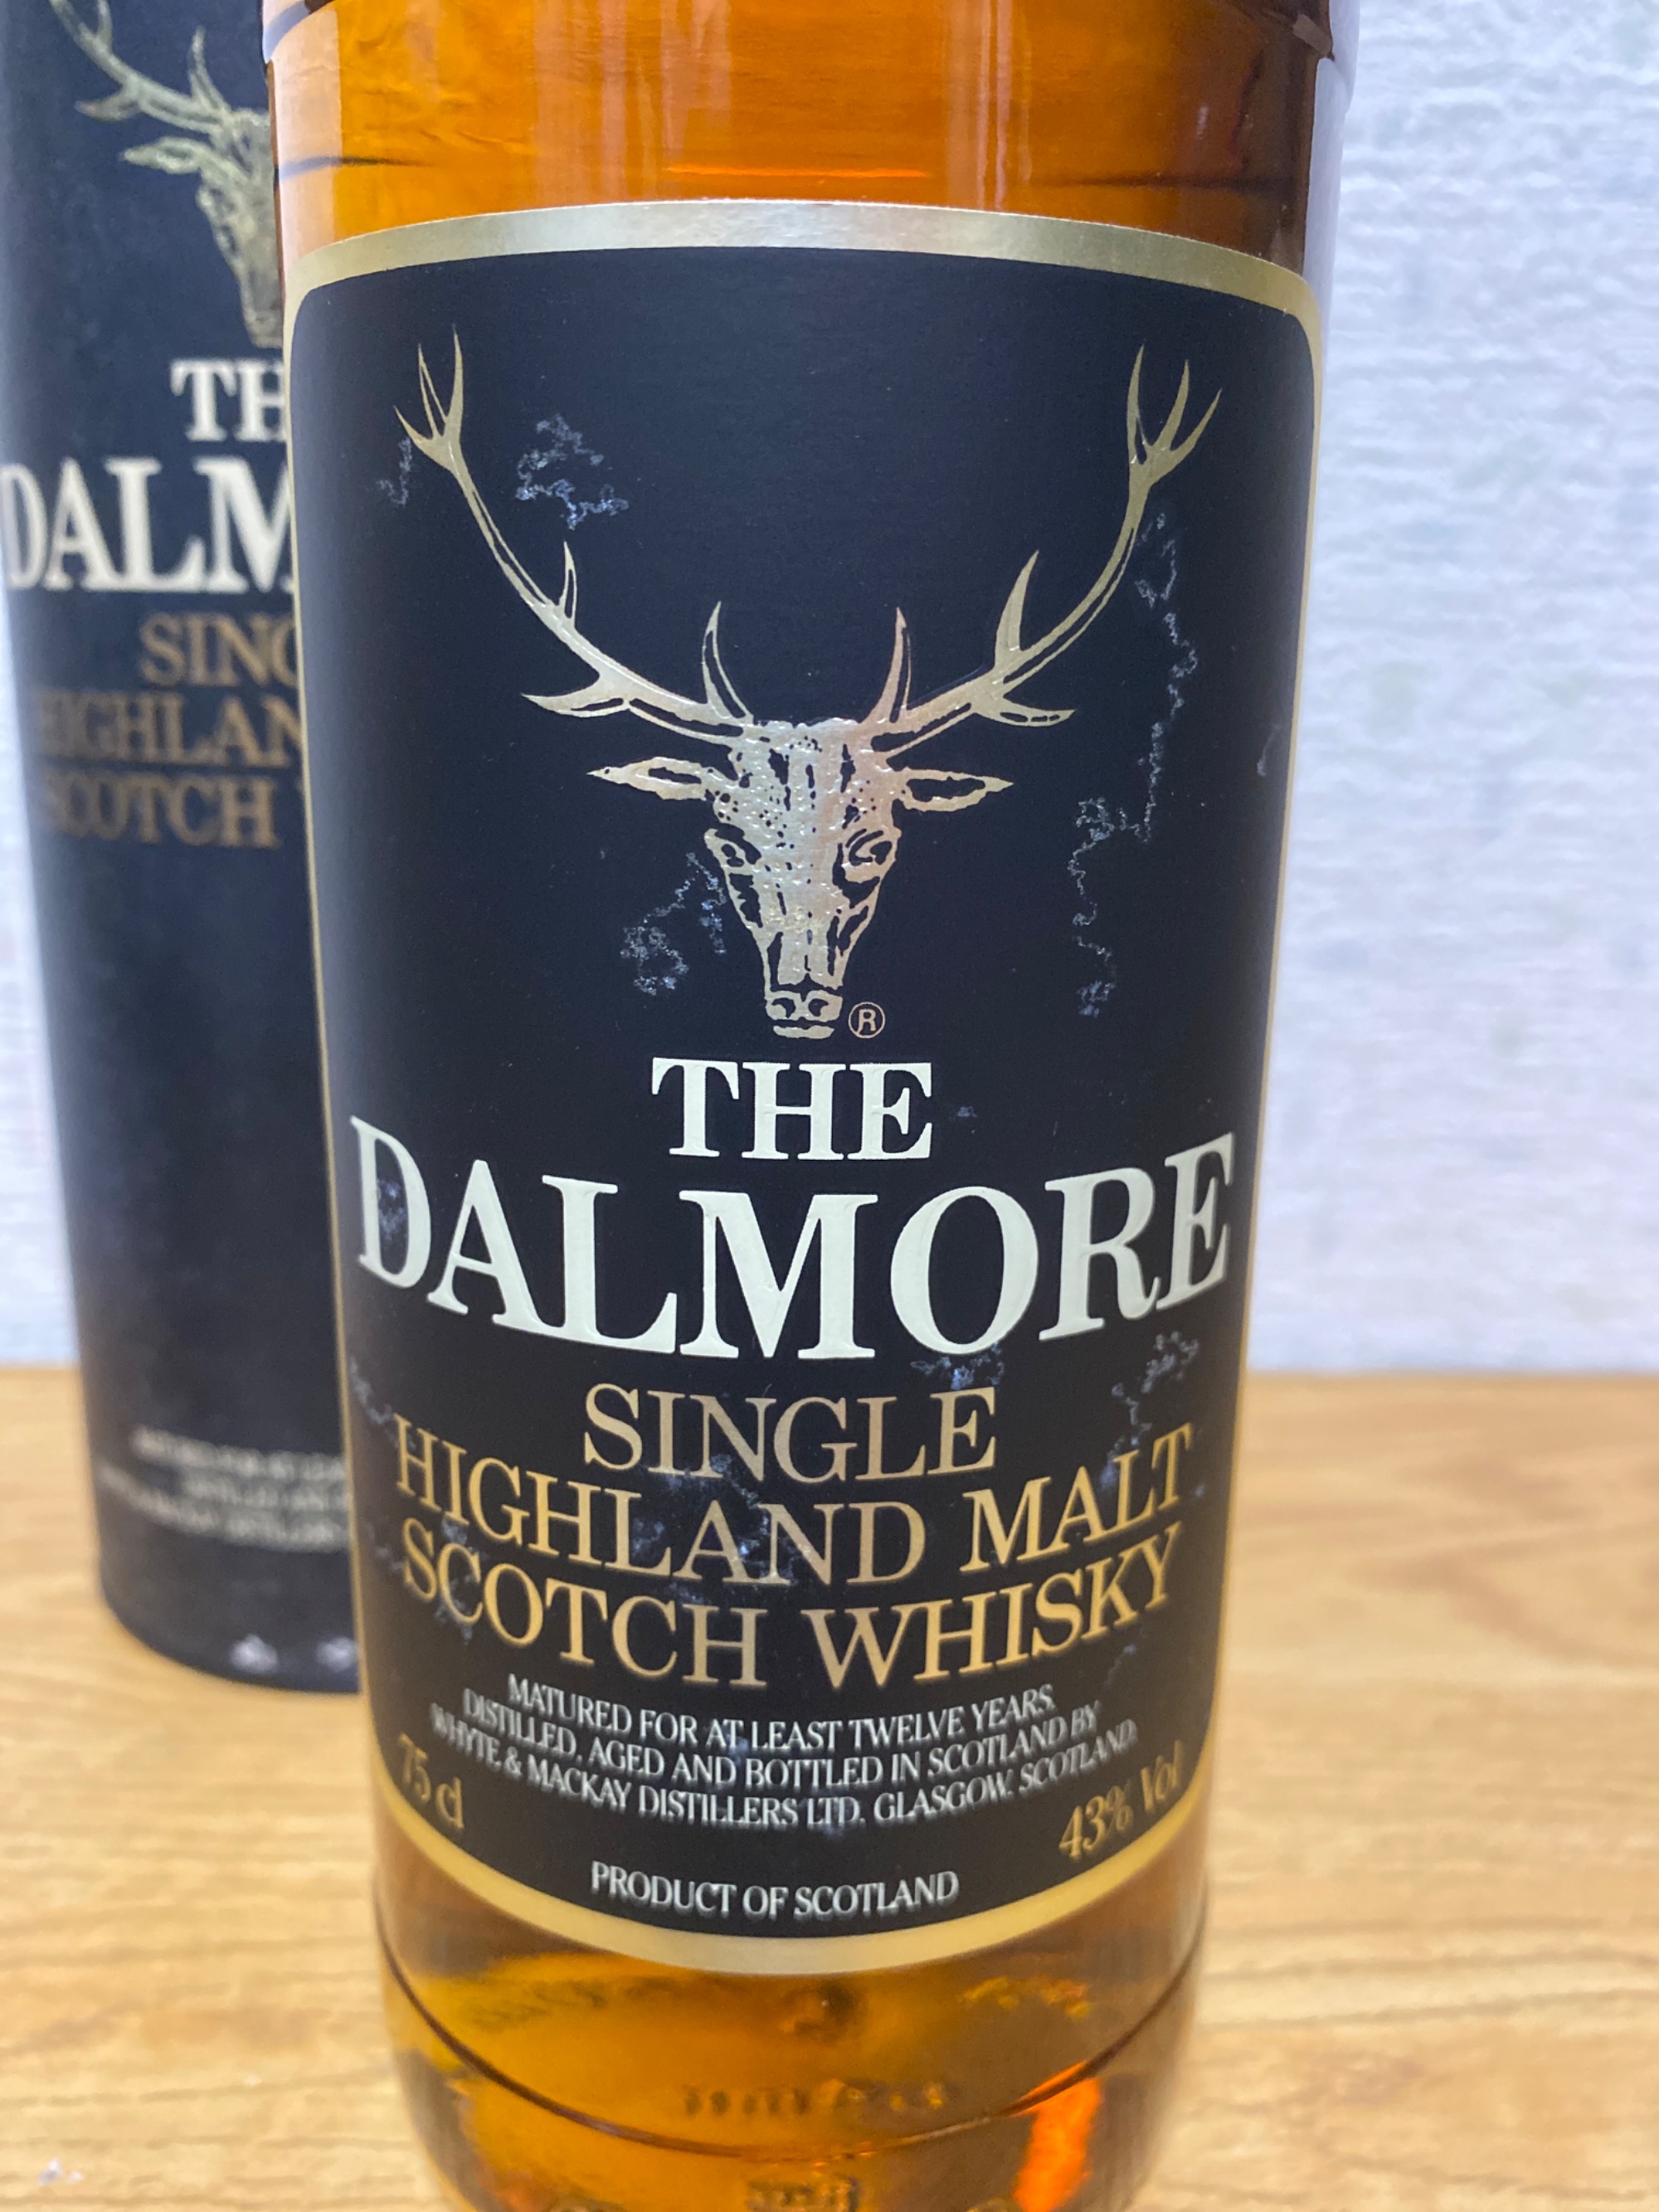 TH
DALM
SING
HIGHLAN
SCOTCH
®
THE
DALMORE
SINGLE
HIGHLAND MALT
SCOTCH WHISKY
MATURED FOR AT LEAST TWELVE YEARS.
DISTILLED, AGED AND BOTTLED IN SCOTLAND BY
WHYTE & MACKAY DISTILLERS LTD. GLASGOW. SCOTLAND.
75 cl
43% Vol
PRODUCT OF SCOTLAND